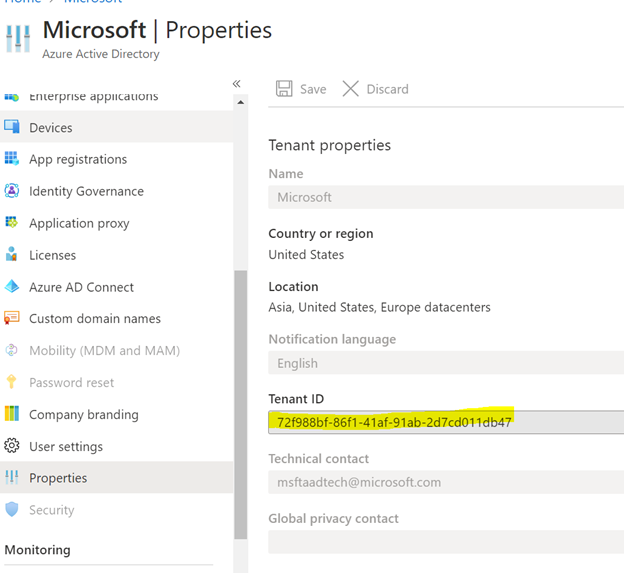 Home > Microsoft
Microsoft | Properties
Azure Active Directory
«
Enterprise applications
Devices
App registrations
Identity Governance
Application proxy
Licenses
Azure AD Connect
Custom domain names
Mobility (MDM and MAM)
Password reset
Company branding
User settings
Properties
Security
Monitoring
Save Discard
Tenant properties
Name
Microsoft
Country or region
United States
Location
Asia, United States, Europe datacenters
Notification language
English
Tenant ID
72f988bf-86f1-41af-91ab-2d7cd011db47
Technical contact
msftaadtech@microsoft.com
Global privacy contact